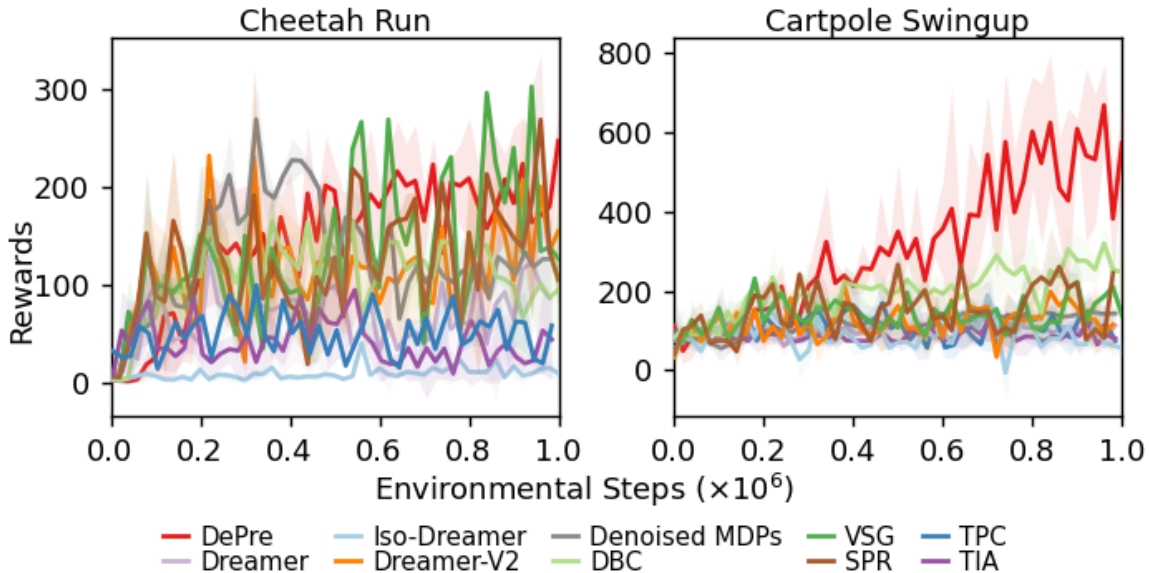 Cheetah Run
Cartpole Swingup
Rewards
300
200
100
0
0.0 0.2 0.4 0.6 0.8 1.0
800
600
400
200
0
0.0 0.2 0.4 0.6 0.8 1.0
Environmental Steps (×10⁶)
DePre Iso-Dreamer Denoised MDPs VSG TPC
Dreamer Dreamer-V2 DBC SPR TIA